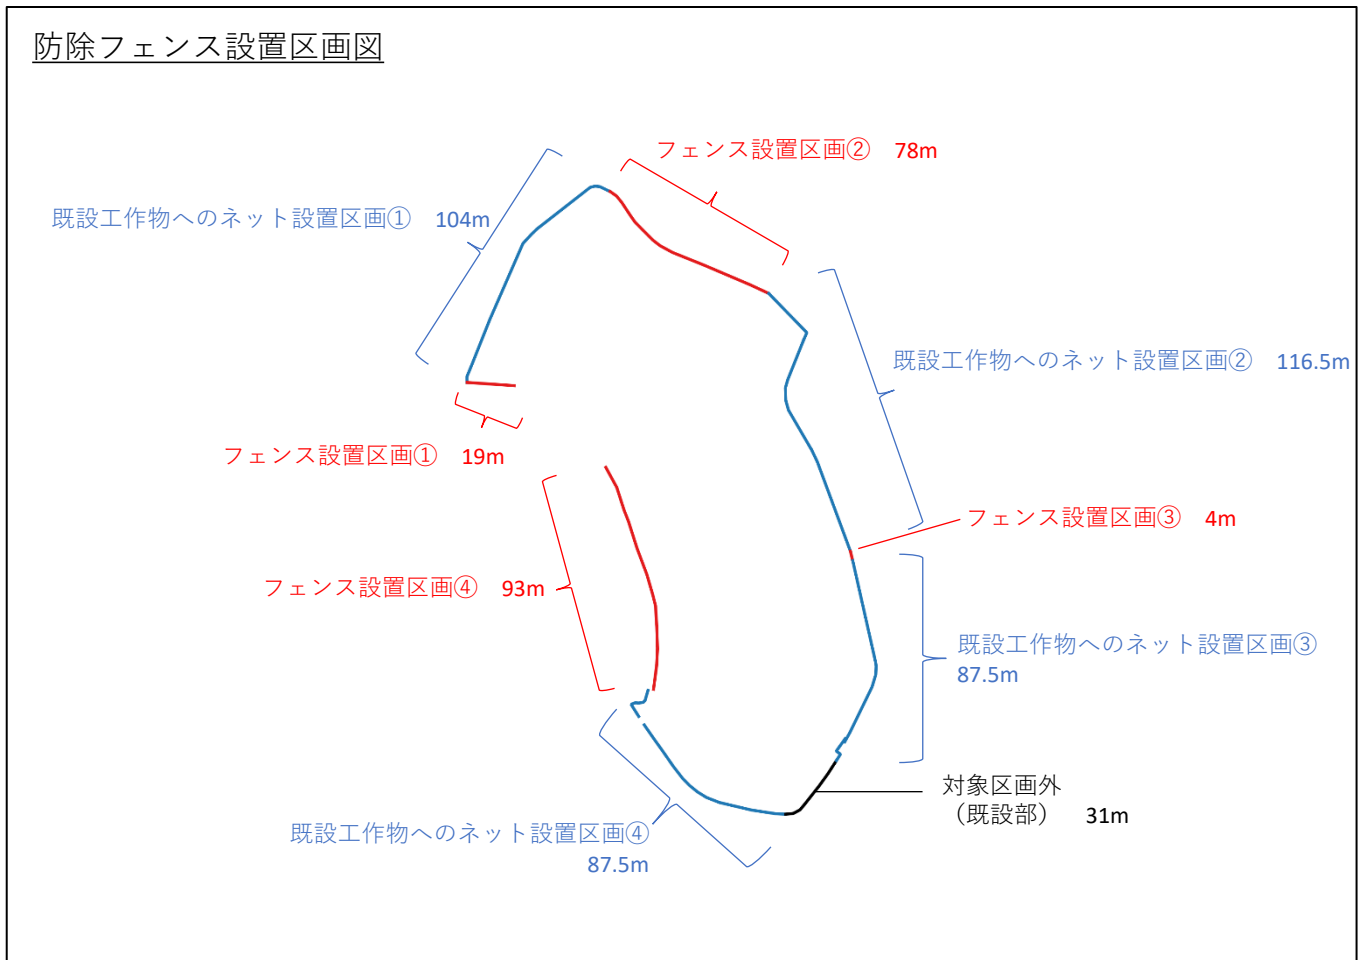 防除フェンス設置区画図
フェンス設置区画② 78m
既設工作物へのネット設置区画① 104m
既設工作物へのネット設置区画② 116.5m
フェンス設置区画① 19m
フェンス設置区画③ 4m
フェンス設置区画④ 93m
既設工作物へのネット設置区画③
87.5m
対象区画外
（既設部） 31m
既設工作物へのネット設置区画④
87.5m